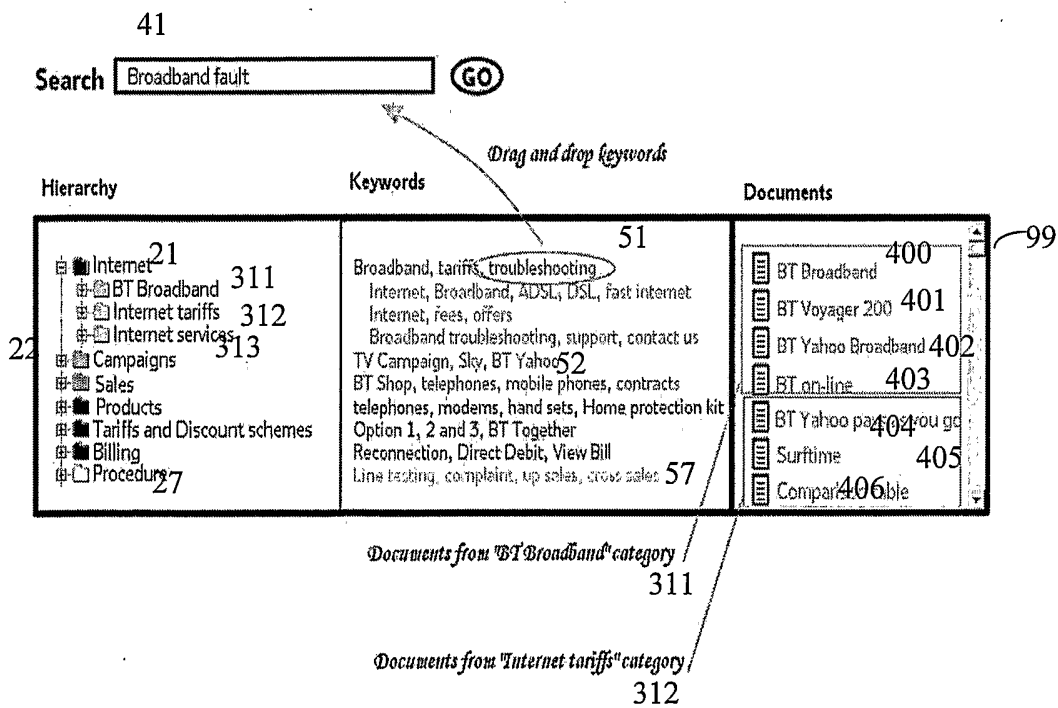 41
Search Broadband fault GO
Drag and drop keywords
Hierarchy Keywords Documents
Internet 21
BT Broadband 311
Internet tariffs 312
Internet services 313
22 Campaigns
Sales
Products
Tariffs and Discount schemes
Billing
Procedure 27
51
Broadband, tariffs, troubleshooting
Internet, Broadband, ADSL, DSL, fast internet
Internet, fees, offers
Broadband troubleshooting, support, contact us
TV Campaign, Sky, BT Yahoo 52
BT Shop, telephones, mobile phones, contracts
telephones, modems, hand sets, Home protection kit
Option 1, 2 and 3, BT Together
Reconnection, Direct Debit, View Bill
Line testing, complaint, up sales, cross sales 57
99
BT Broadband 400
BT Voyager 200 401
BT Yahoo Broadband 402
BT on-line 403
BT Yahoo you go 404
Surftime 405
406
Documents from "BT Broadband" category
311
Documents from "Internet tariffs" category
312